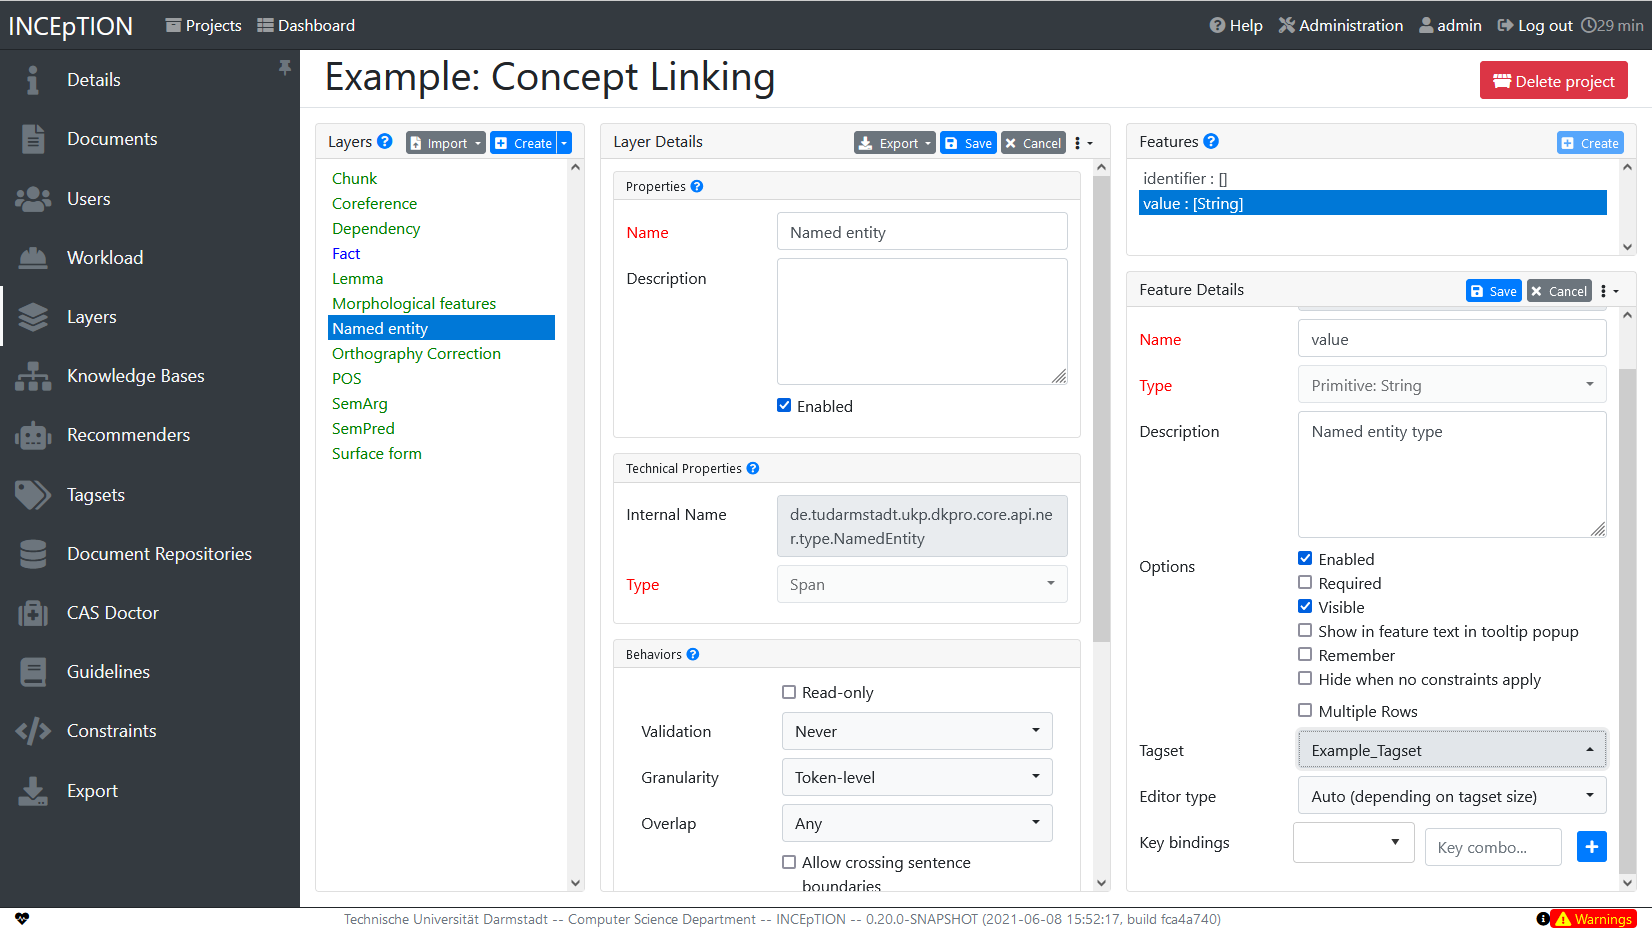 INCEpTION Projects Dashboard Help Administration admin Log out 29 min
Details
Documents
Users
Workload
Layers
Knowledge Bases
Recommenders
Tagsets
Document Repositories
CAS Doctor
Guidelines
Constraints
Export
Example: Concept Linking
Delete project
Layers Import Create
Chunk
Coreference
Dependency
Fact
Lemma
Morphological features
Named entity
Orthography Correction
POS
SemArg
SemPred
Surface form
Layer Details Export Save Cancel
Properties
Name Named entity
Description
Enabled
Technical Properties
Internal Name de.tudarmstadt.ukp.dkpro.core.api.ne
r.type.NamedEntity
Type Span
Behaviors
Read-only
Validation Never
Granularity Token-level
Overlap Any
Allow crossing sentence
boundaries
Features Create
identifier : []
value : [String]
Feature Details Save Cancel
Name value
Type Primitive: String
Description Named entity type
Options Enabled
Required
Visible
Show in feature text in tooltip popup
Remember
Hide when no constraints apply
Multiple Rows
Tagset Example_Tagset
Editor type Auto (depending on tagset size)
Key bindings Key combo...
Technische Universität Darmstadt -- Computer Science Department -- INCEpTION -- 0.20.0-SNAPSHOT (2021-06-08 15:52:17, build fca4a740)
Warnings